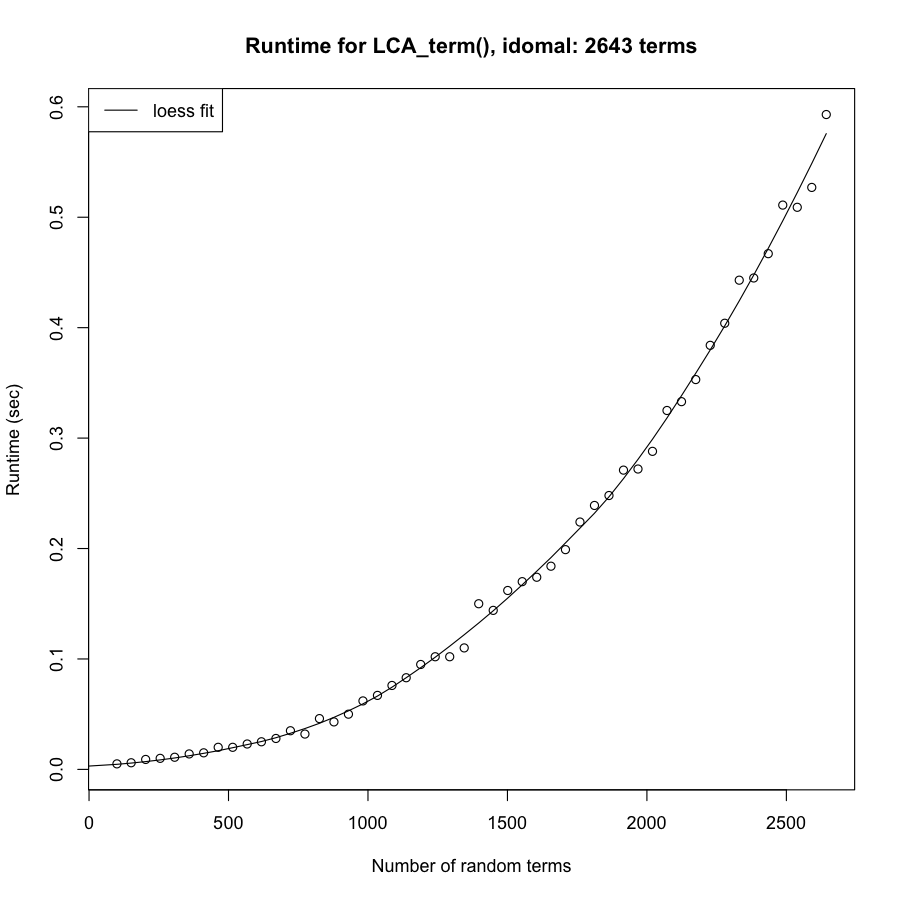 Runtime for LCA_term(), idomal: 2643 terms
loess fit
0.6
0.5
0.4
0.3
0.2
0.1
0.0
Runtime (sec)
0 500 1000 1500 2000 2500
Number of random terms